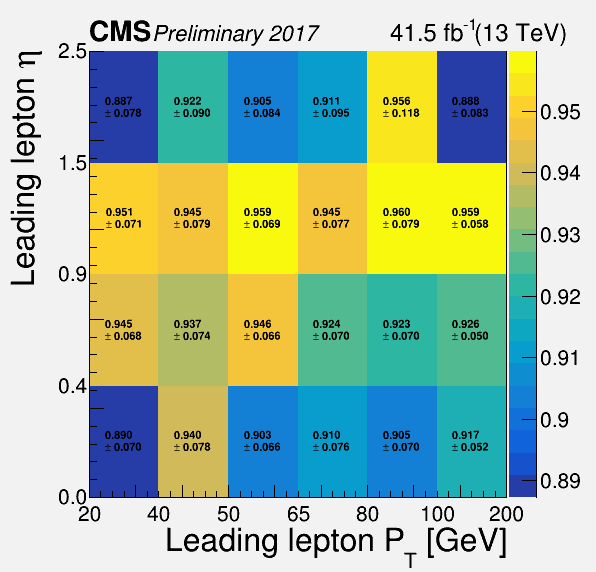 CMS Preliminary 2017 41.5 fb⁻¹(13 TeV)
Leading lepton η
2.5
1.5
0.9
0.4
0.0
0.887 0.922 0.905 0.911 0.956 0.888
± 0.078 ± 0.090 ± 0.084 ± 0.095 ± 0.118 ± 0.083
0.951 0.945 0.959 0.945 0.960 0.959
± 0.071 ± 0.079 ± 0.069 ± 0.077 ± 0.079 ± 0.058
0.945 0.937 0.946 0.924 0.923 0.926
± 0.068 ± 0.074 ± 0.066 ± 0.070 ± 0.070 ± 0.050
0.890 0.940 0.903 0.910 0.905 0.917
± 0.070 ± 0.078 ± 0.066 ± 0.076 ± 0.070 ± 0.052
20 40 50 65 80 100 200
Leading lepton P_T [GeV]
0.95
0.94
0.93
0.92
0.91
0.9
0.89